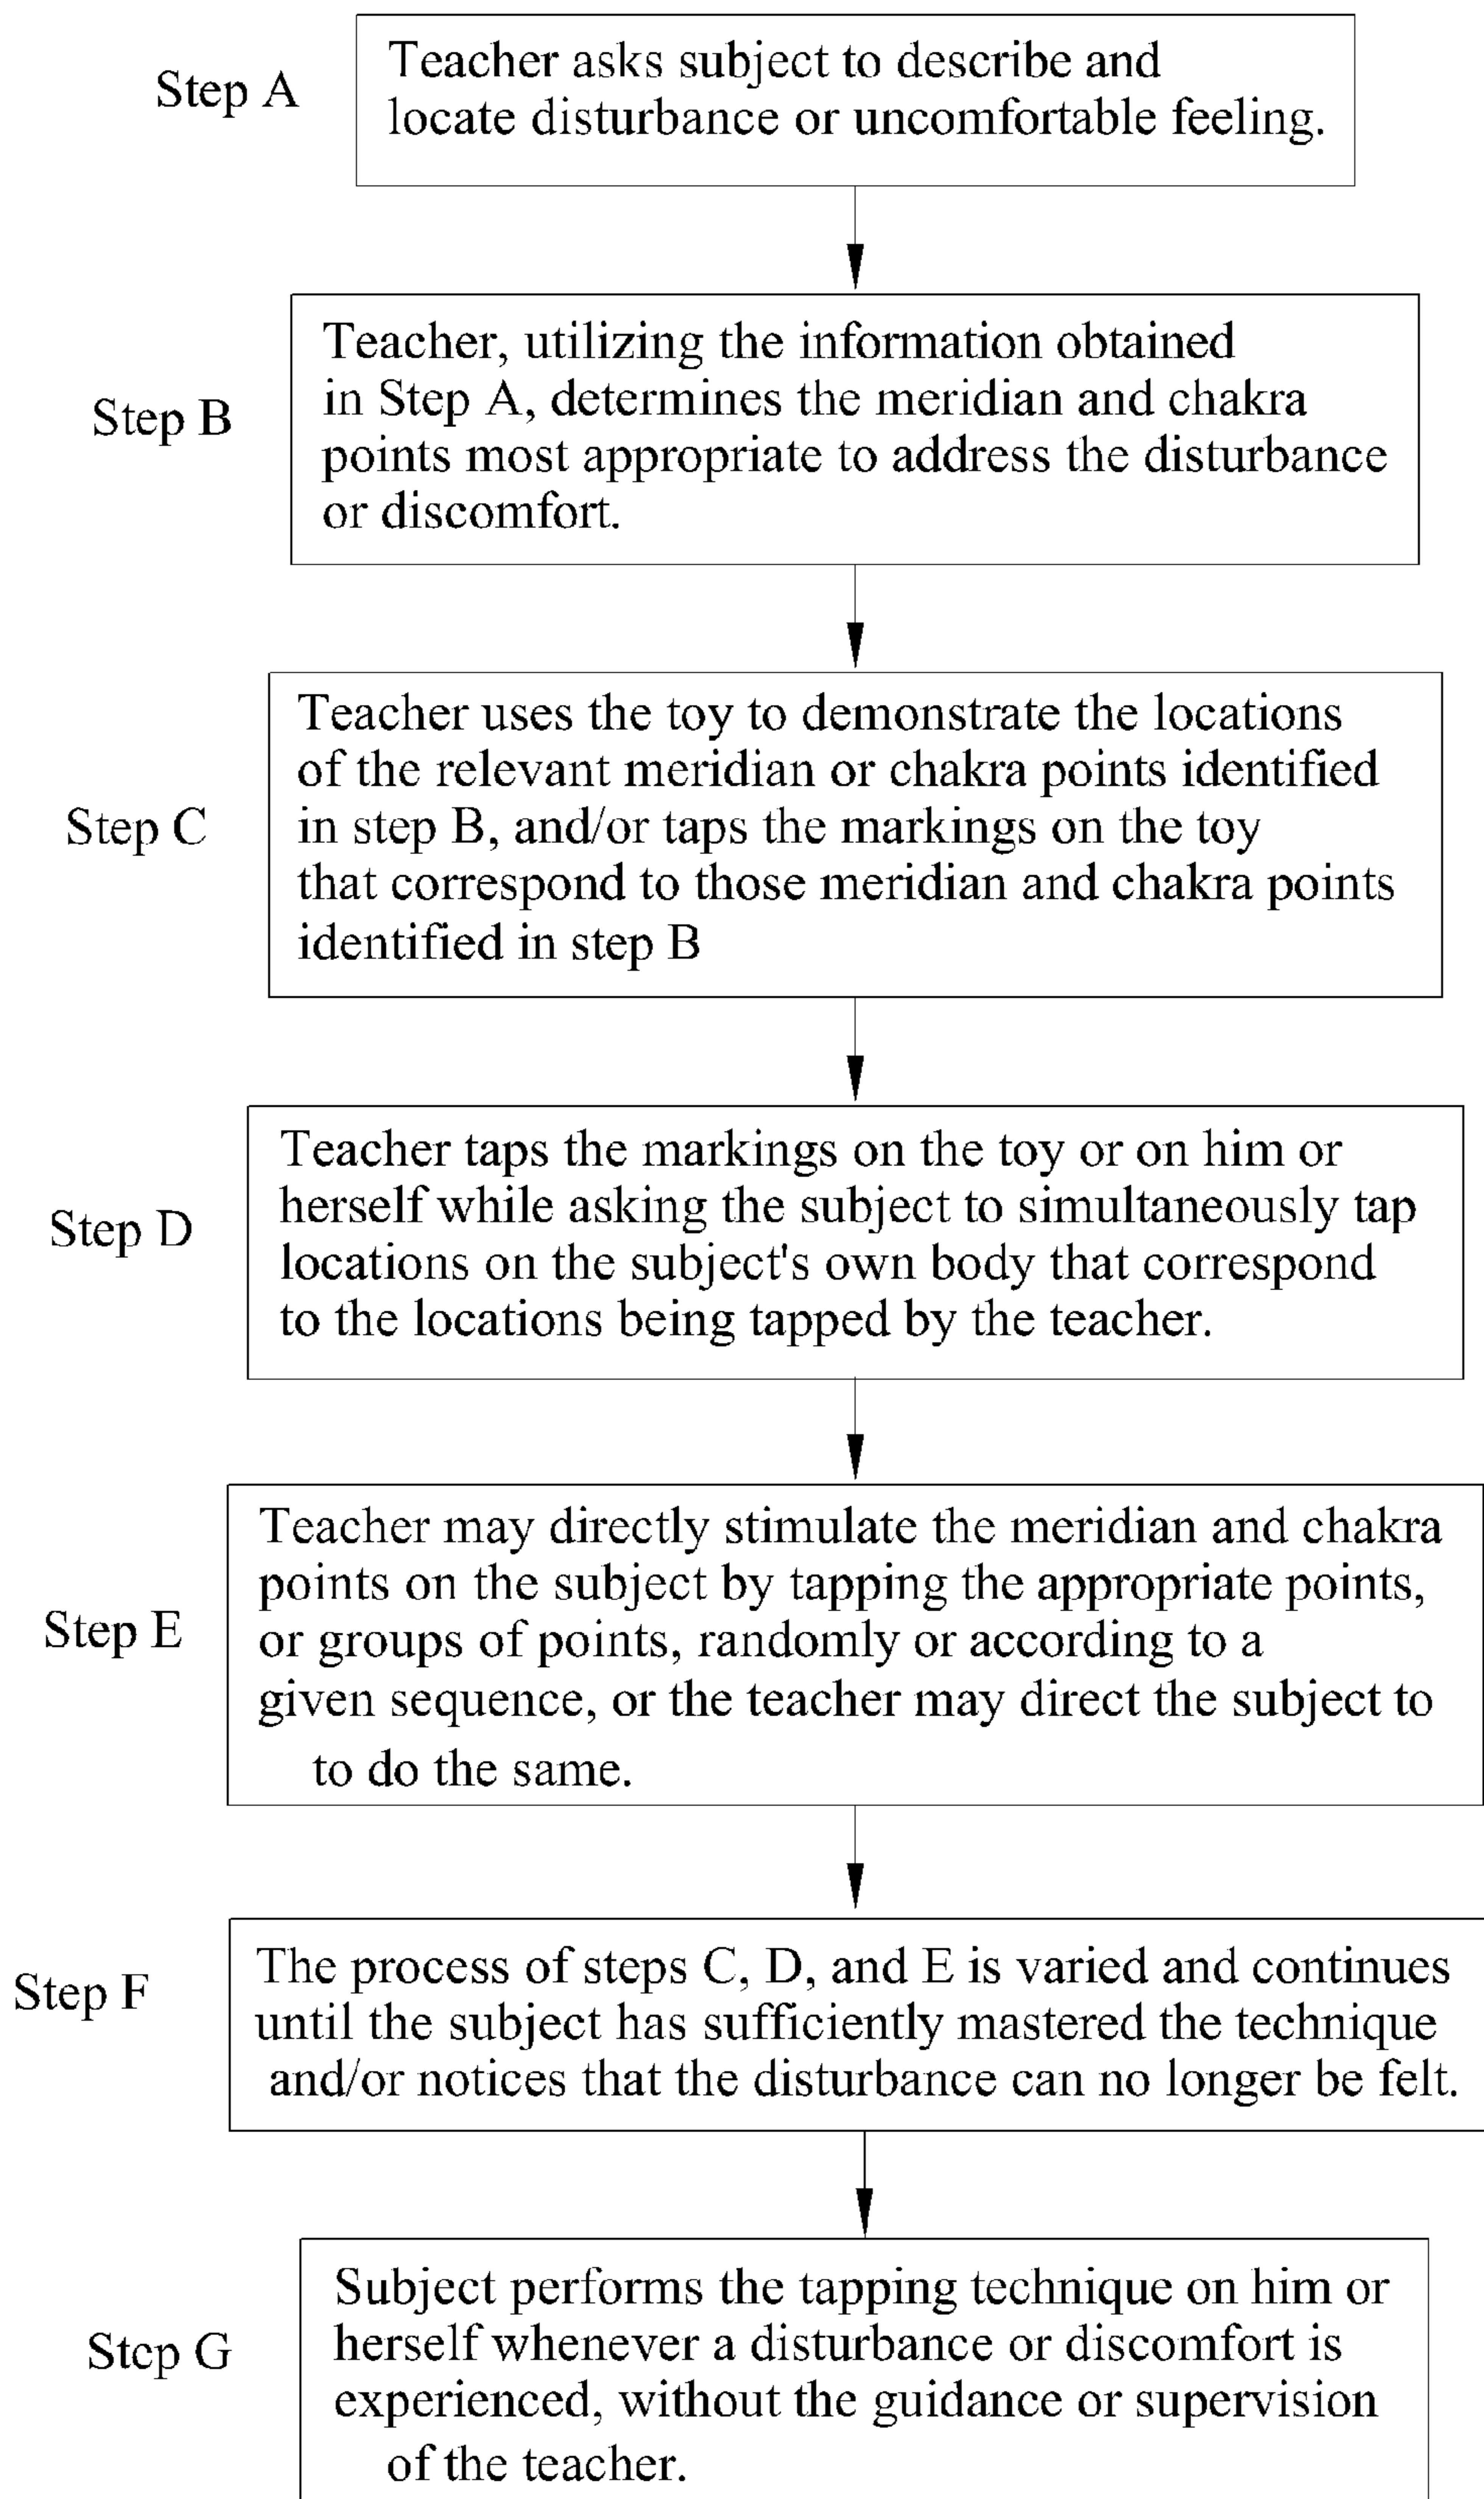 Step A
Teacher asks subject to describe and
locate disturbance or uncomfortable feeling.
Step B
Teacher, utilizing the information obtained
in Step A, determines the meridian and chakra
points most appropriate to address the disturbance
or discomfort.
Step C
Teacher uses the toy to demonstrate the locations
of the relevant meridian or chakra points identified
in step B, and/or taps the markings on the toy
that correspond to those meridian and chakra points
identified in step B
Step D
Teacher taps the markings on the toy or on him or
herself while asking the subject to simultaneously tap
locations on the subject's own body that correspond
to the locations being tapped by the teacher.
Step E
Teacher may directly stimulate the meridian and chakra
points on the subject by tapping the appropriate points,
or groups of points, randomly or according to a
given sequence, or the teacher may direct the subject to
to do the same.
Step F
The process of steps C, D, and E is varied and continues
until the subject has sufficiently mastered the technique
and/or notices that the disturbance can no longer be felt.
Step G
Subject performs the tapping technique on him or
herself whenever a disturbance or discomfort is
experienced, without the guidance or supervision
of the teacher.